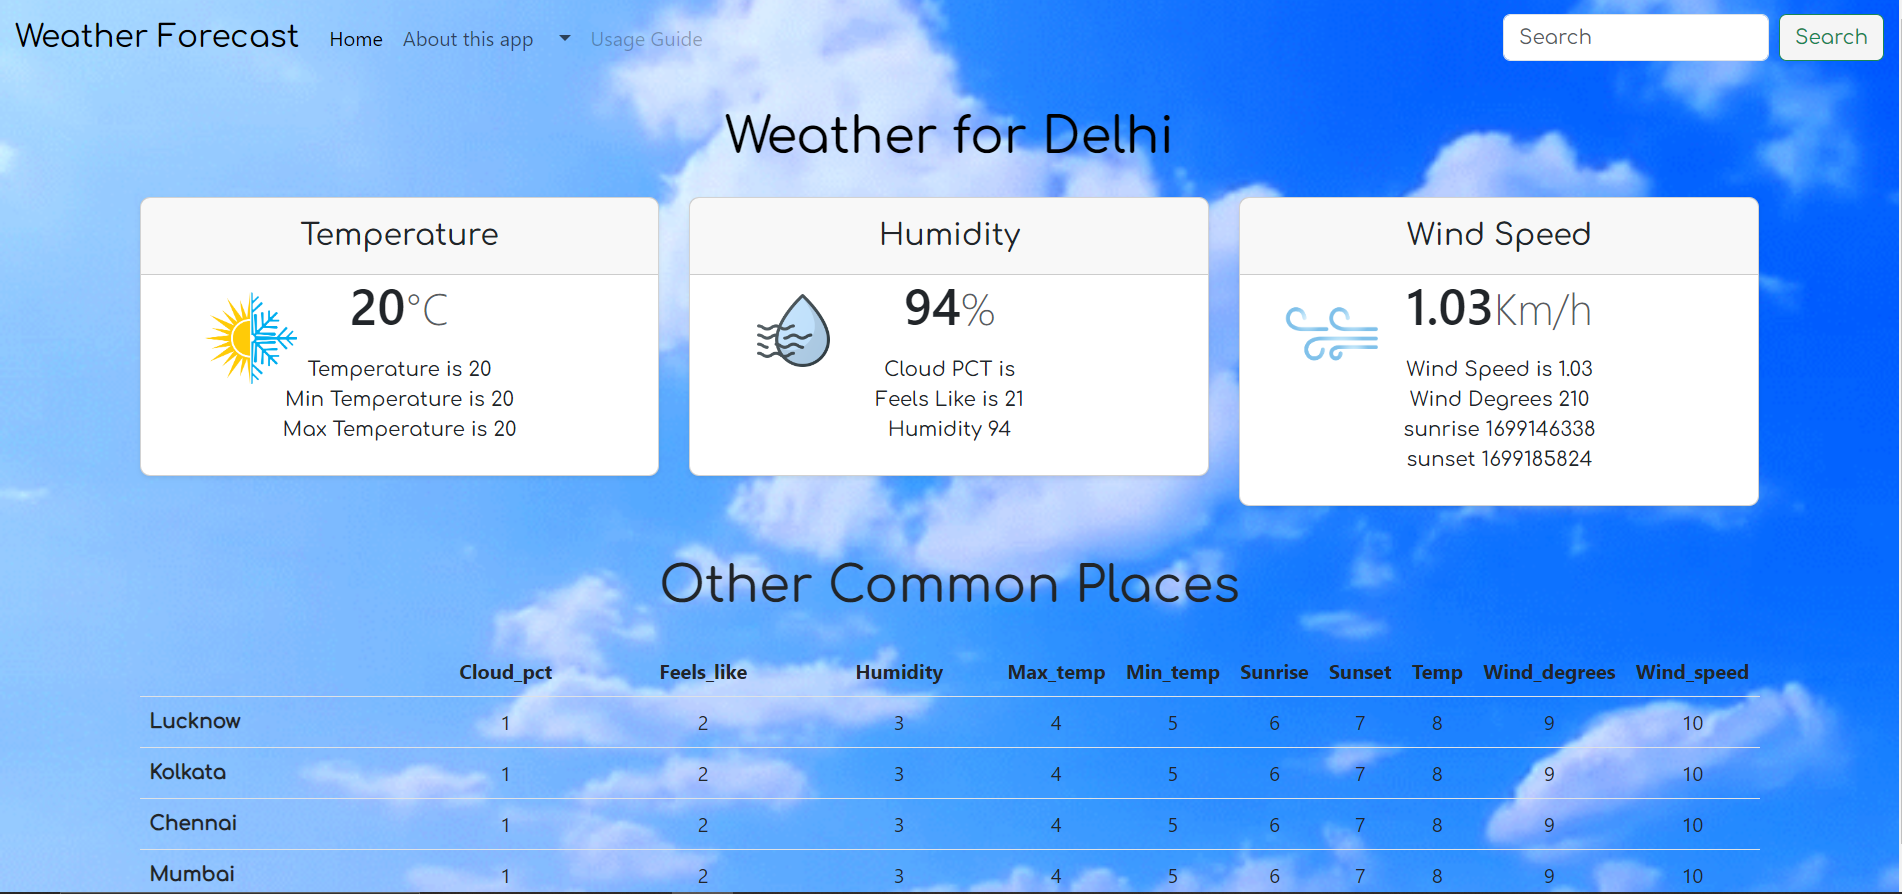 Weather Forecast Home About this app Usage Guide Search Search
Weather for Delhi
Temperature
20°C
Temperature is 20
Min Temperature is 20
Max Temperature is 20
Humidity
94%
Cloud PCT is
Feels Like is 21
Humidity 94
Wind Speed
1.03Km/h
Wind Speed is 1.03
Wind Degrees 210
sunrise 1699146338
sunset 1699185824
Other Common Places
Cloud_pct Feels_like Humidity Max_temp Min_temp Sunrise Sunset Temp Wind_degrees Wind_speed
Lucknow 1 2 3 4 5 6 7 8 9 10
Kolkata 1 2 3 4 5 6 7 8 9 10
Chennai 1 2 3 4 5 6 7 8 9 10
Mumbai 1 2 3 4 5 6 7 8 9 10